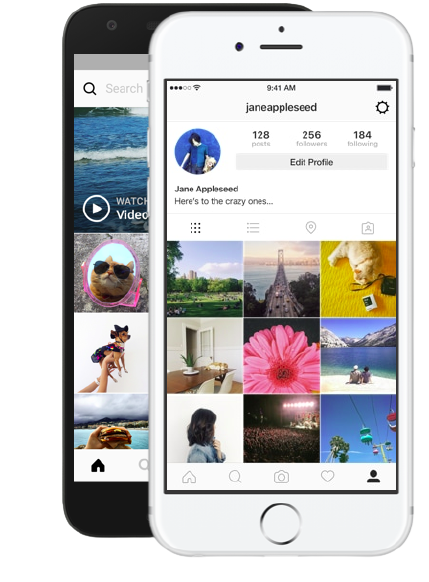 Search
WATCH
Videc
9:41 AM
janeappleseed
128 256 184
posts followers following
Edit Profile
Jane Appleseed
Here's to the crazy ones...